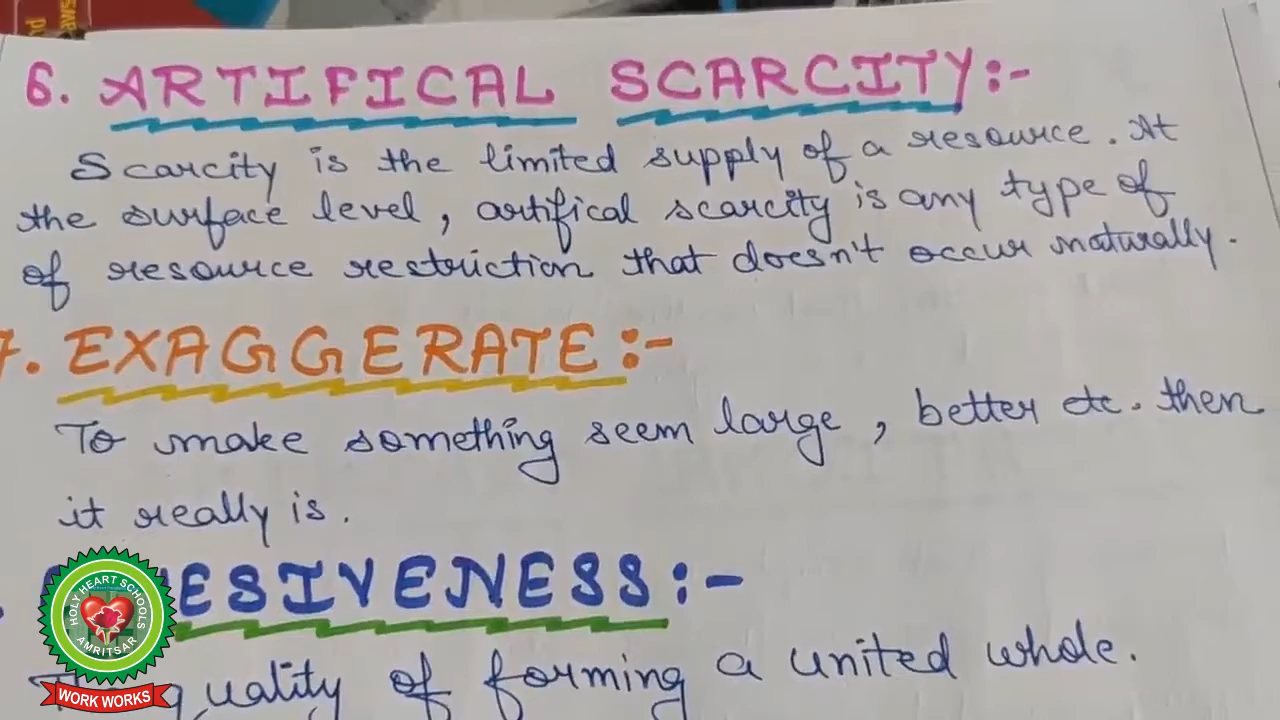 6. ARTIFICAL SCARCITY:-
Scarcity is the limited supply of a resource. At
the surface level, artifical scarcity is any type of
of resource restriction that doesn't occur naturally.
7. EXAGGERATE:-
To make something seem large, better etc. then
it really is.
ESIVENESS:-
quality of forming a united whole.
HOLY HEART SCHOOLS
AMRITSAR
WORK WORKS